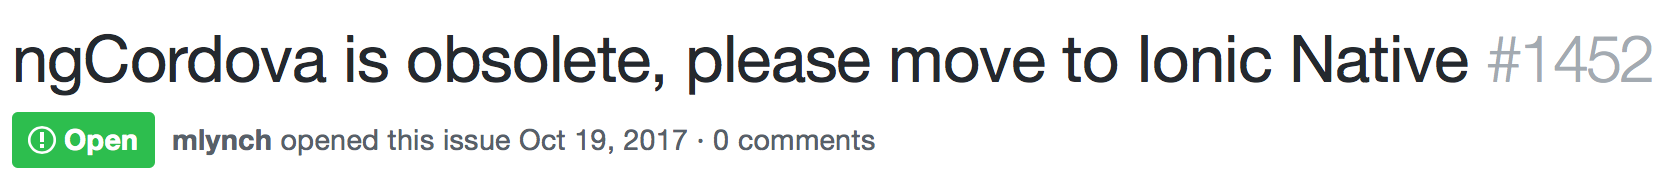 ngCordova is obsolete, please move to Ionic Native #1452
Open mlynch opened this issue Oct 19, 2017 · 0 comments